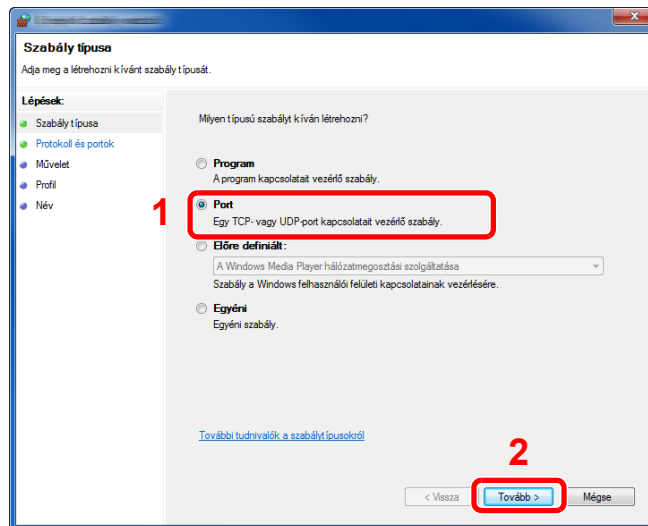 Szabály típusa
Adja meg a létrehozni kívánt szabály típusát.
Lépések:
Szabály típusa
Protokoll és portok
Művelet
Profil
Név
Milyen típusú szabályt kíván létrehozni?
Program
A program kapcsolatait vezérlő szabály.
1
Port
Egy TCP- vagy UDP-port kapcsolatait vezérlő szabály.
Előre definiált:
A Windows Media Player hálózatmegosztási szolgáltatása
Szabály a Windows felhasználói felületi kapcsolatainak vezérlésére.
Egyéni
Egyéni szabály.
További tudnivalók a szabálytípusokról
2
< Vissza
Tovább >
Mégse